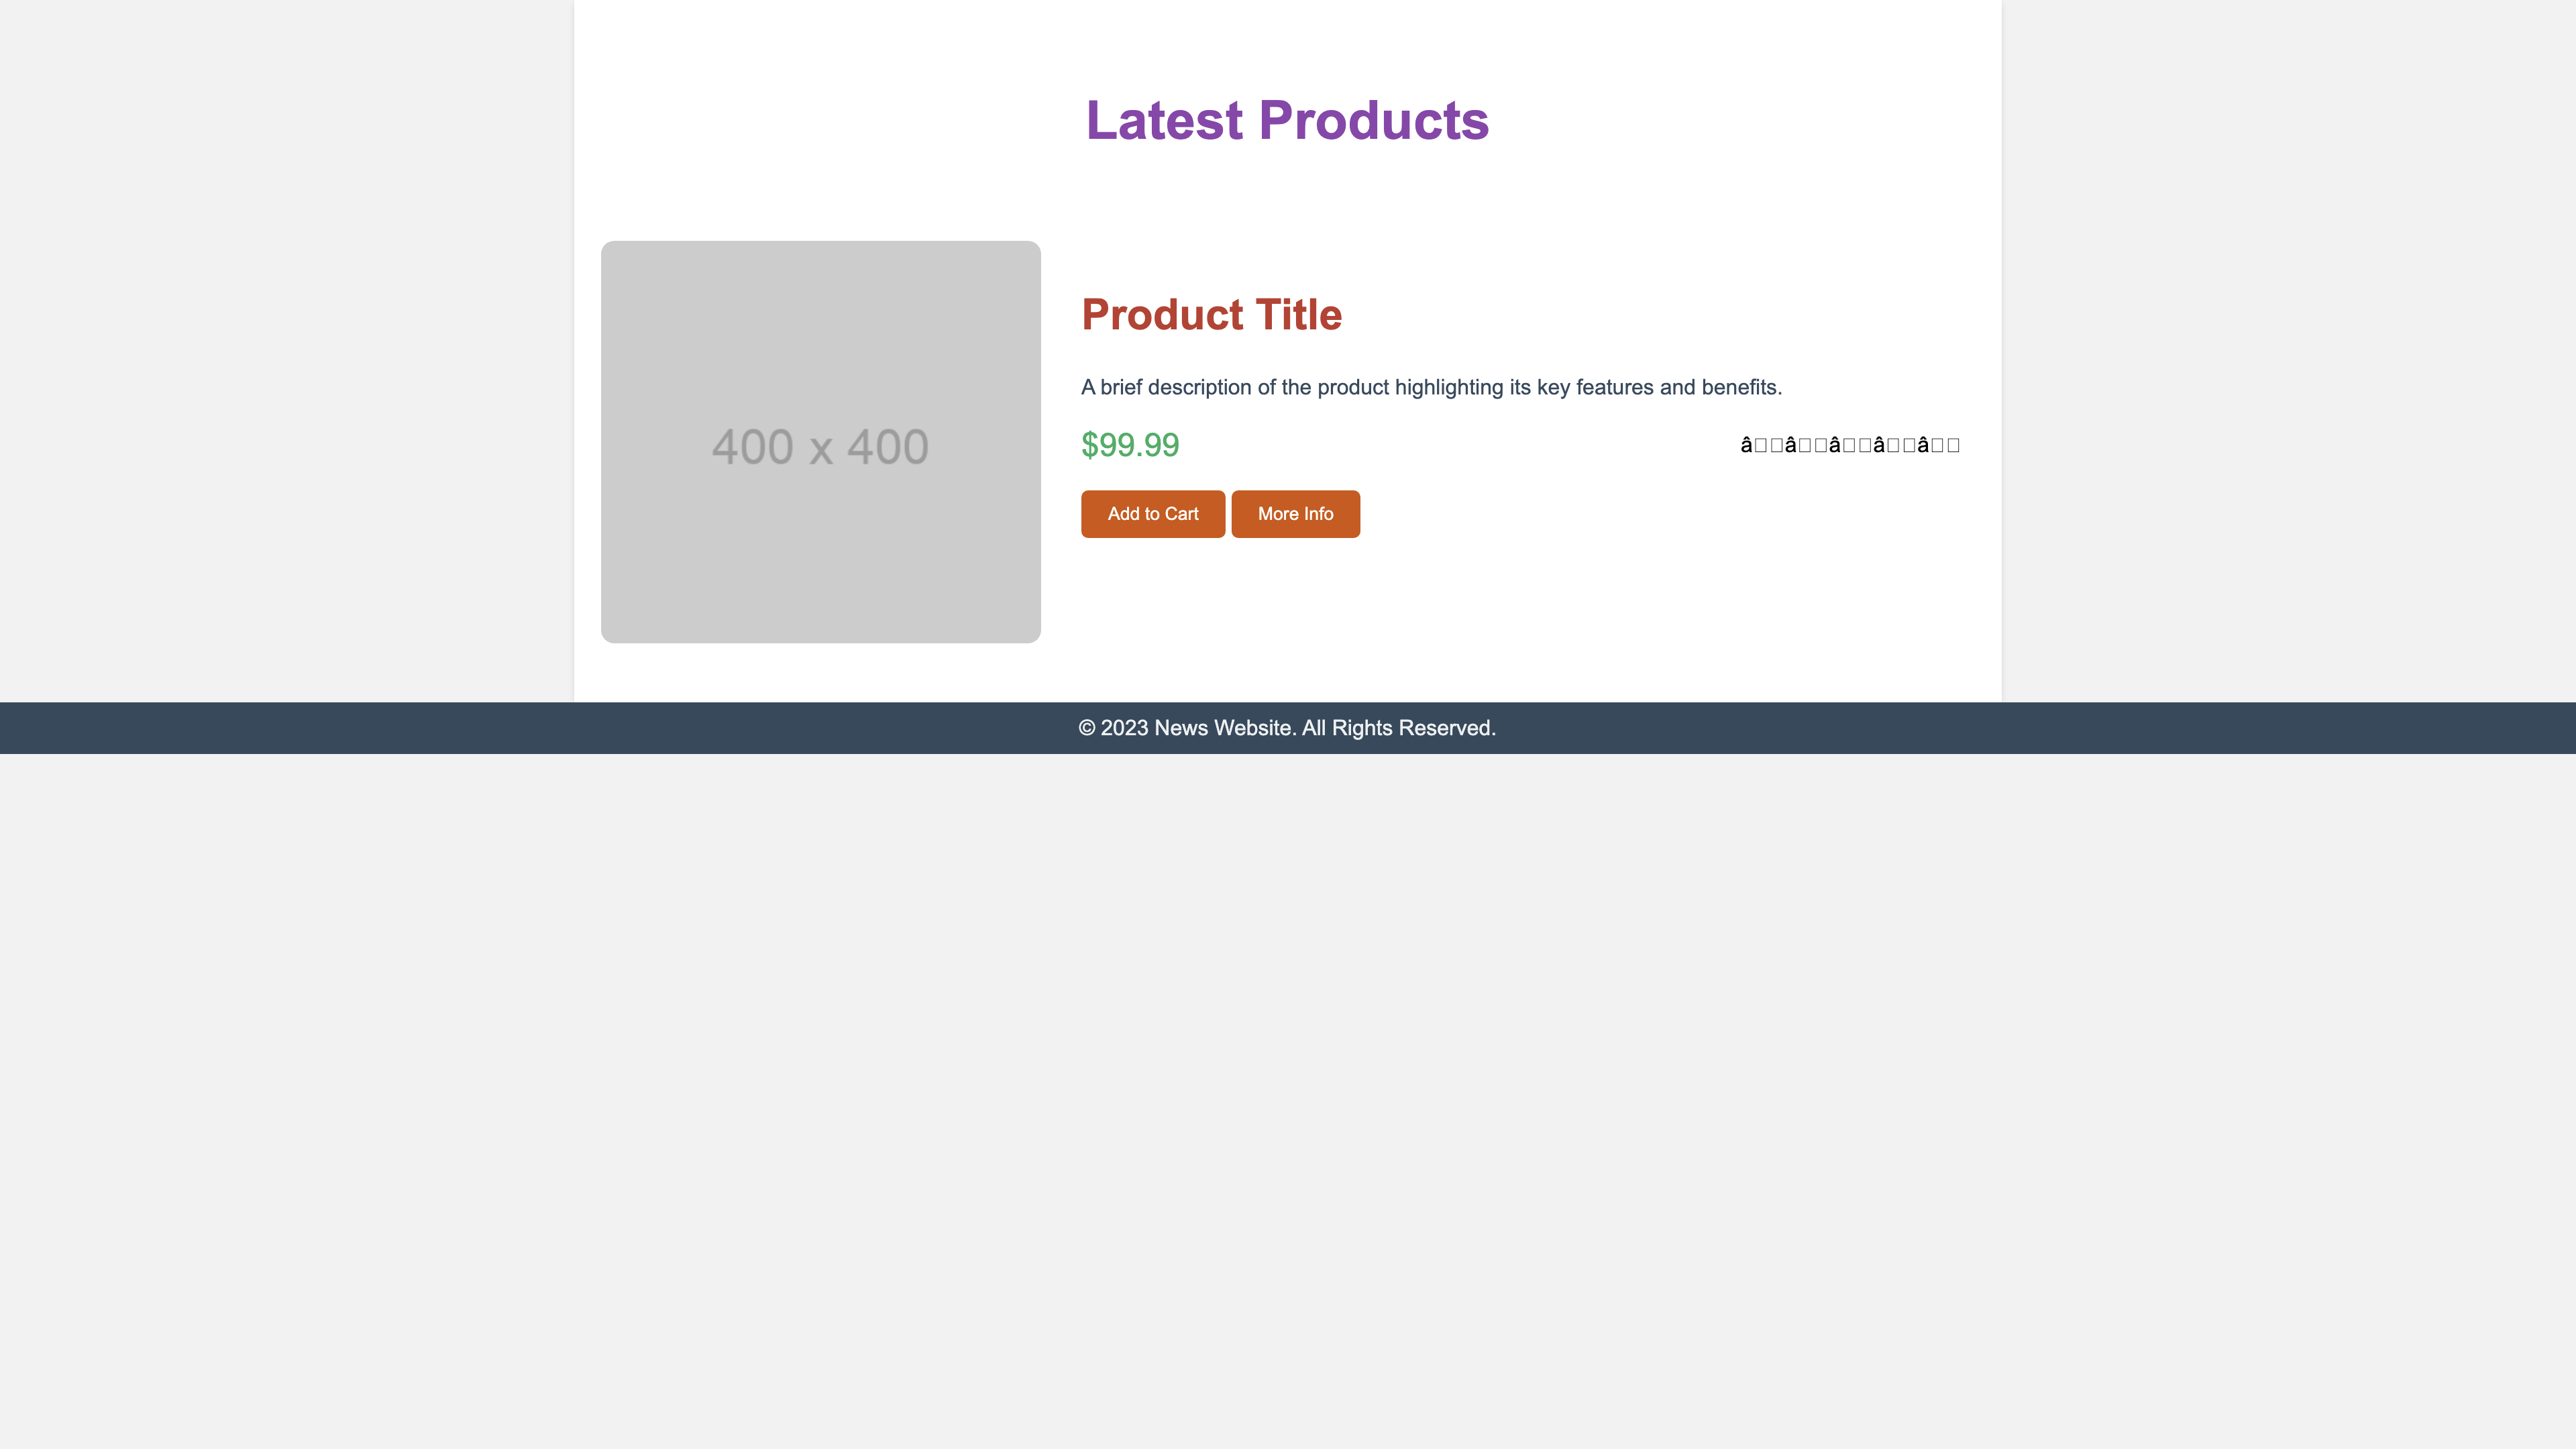 Latest Products
400 x 400
Product Title
A brief description of the product highlighting its key features and benefits.
$99.99
â□□â□□â□□â□□â□□
Add to Cart
More Info
© 2023 News Website. All Rights Reserved.